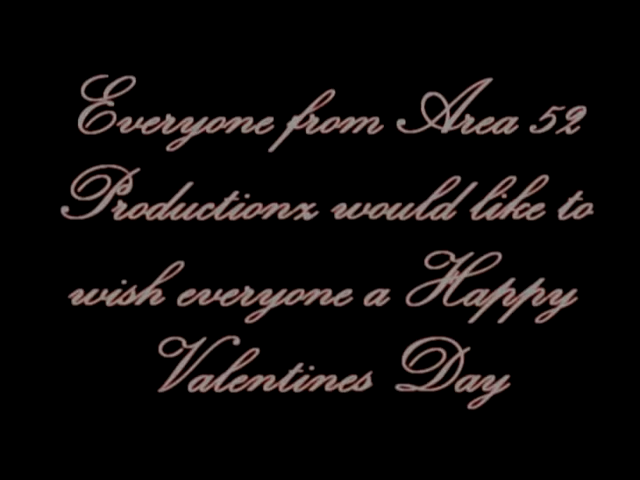 Everyone from Area 52
Productionz would like to
wish everyone a Happy
Valentines Day